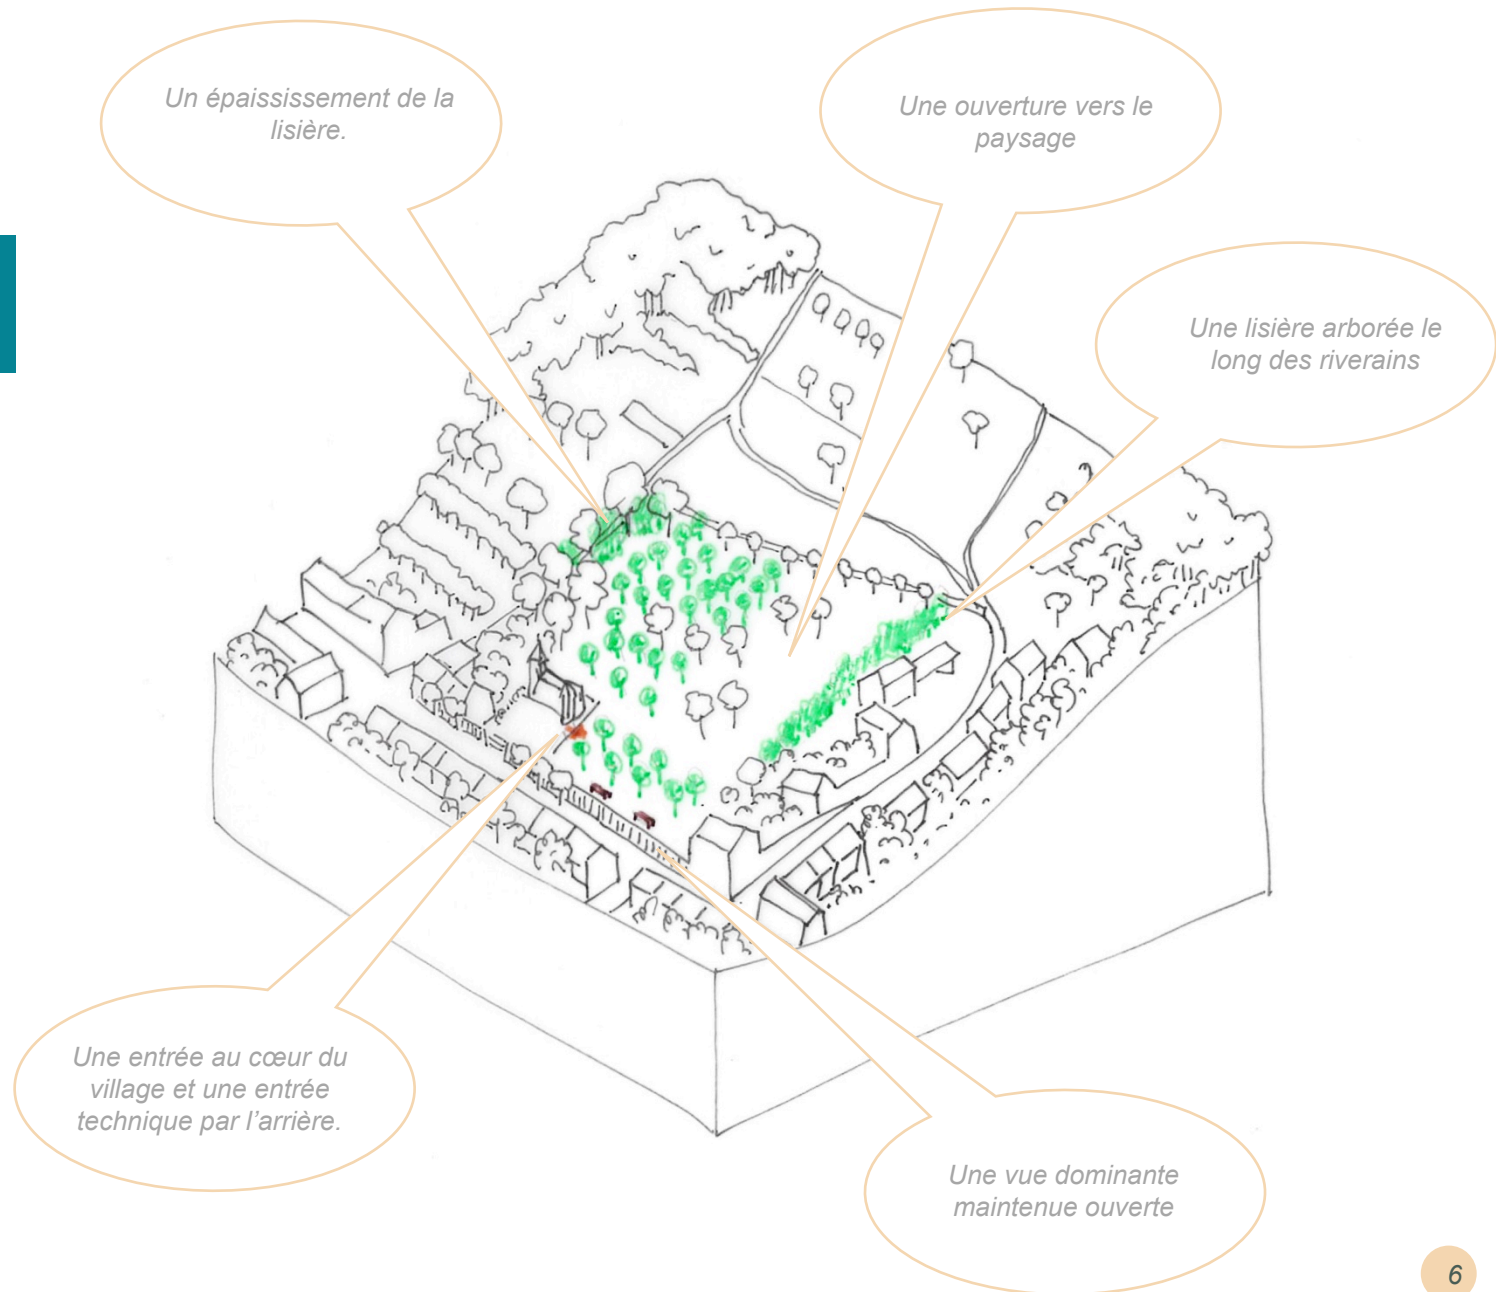 Un épaississement de la
lisière.
Une ouverture vers le
paysage
Une lisière arborée le
long des riverains
Une entrée au cœur du
village et une entrée
technique par l’arrière.
Une vue dominante
maintenue ouverte
6